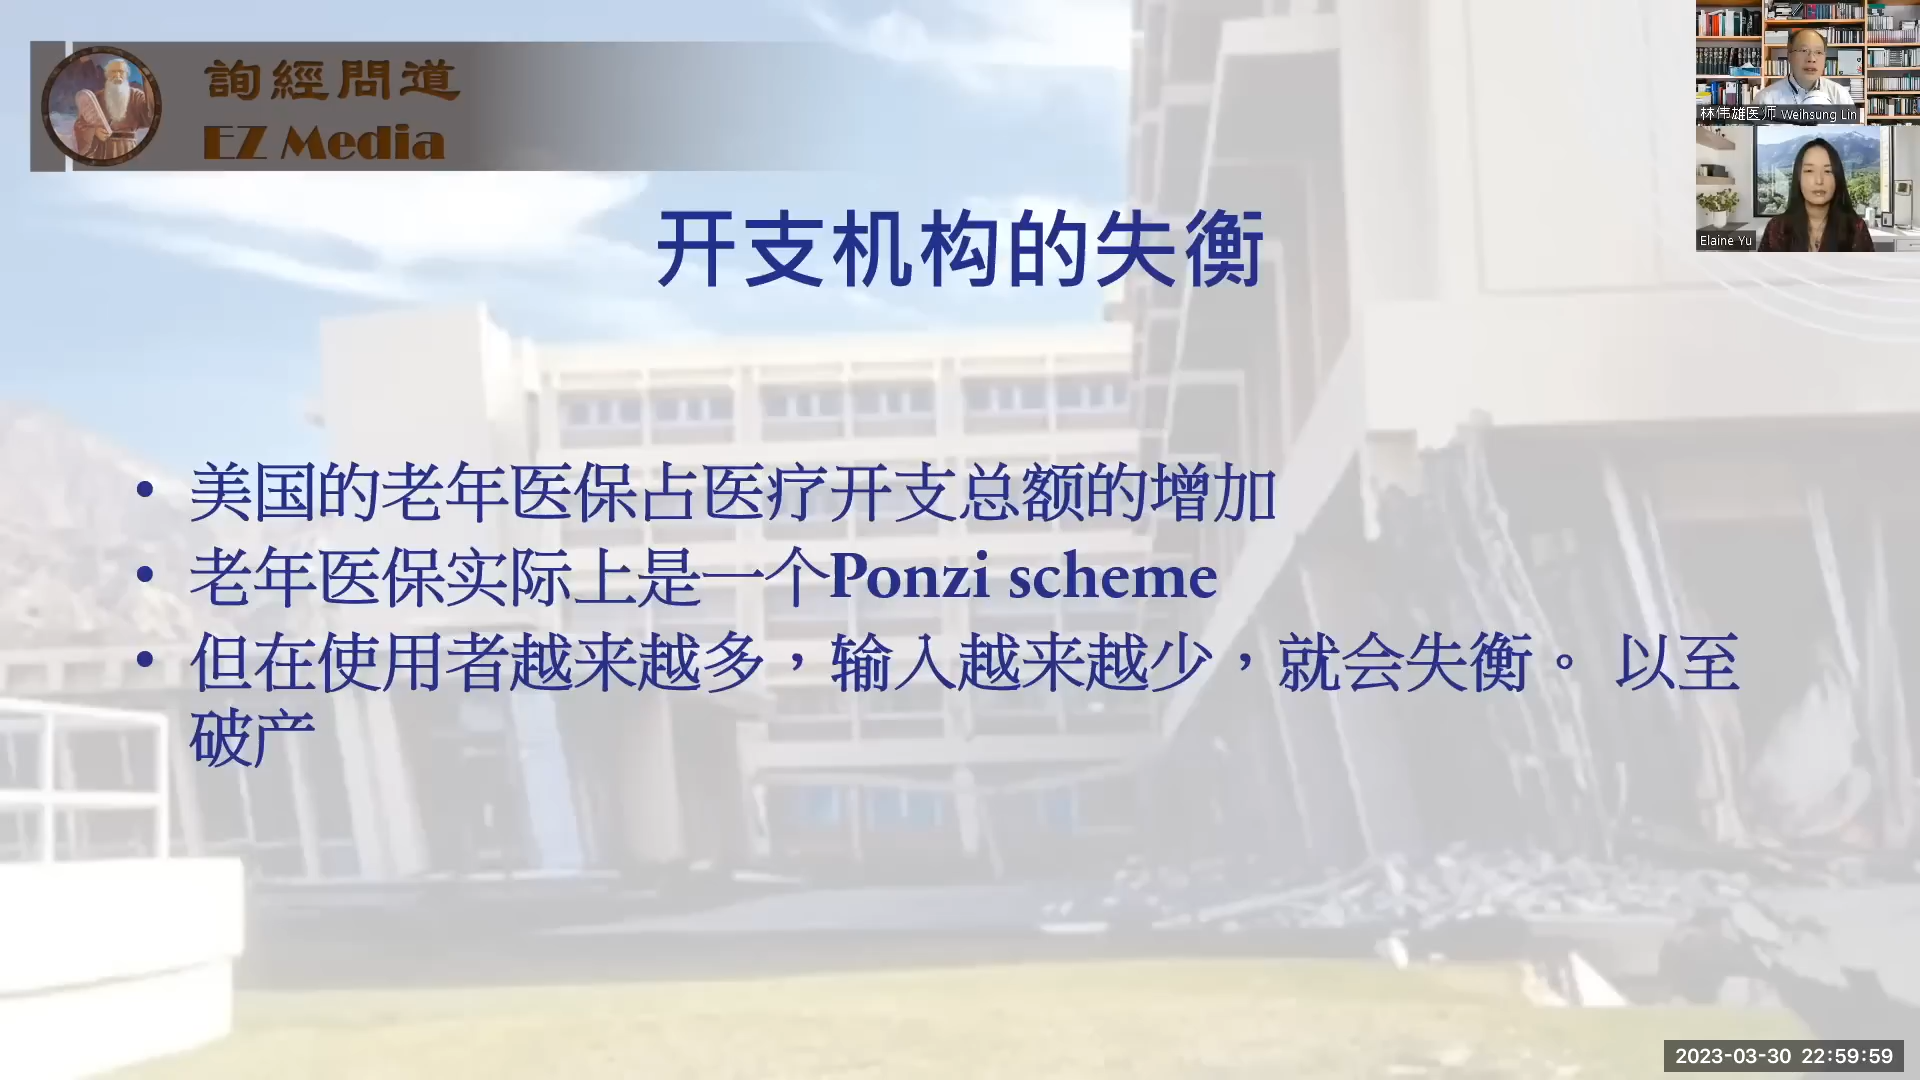 詢經問道
EZ Media
林伟雄医师 Weihsung Lin
Elaine Yu
开支机构的失衡
• 美国的老年医保占医疗开支总额的增加
• 老年医保实际上是一个Ponzi scheme
• 但在使用者越来越多，输入越来越少，就会失衡。 以至
破产
2023-03-30 22:59:59